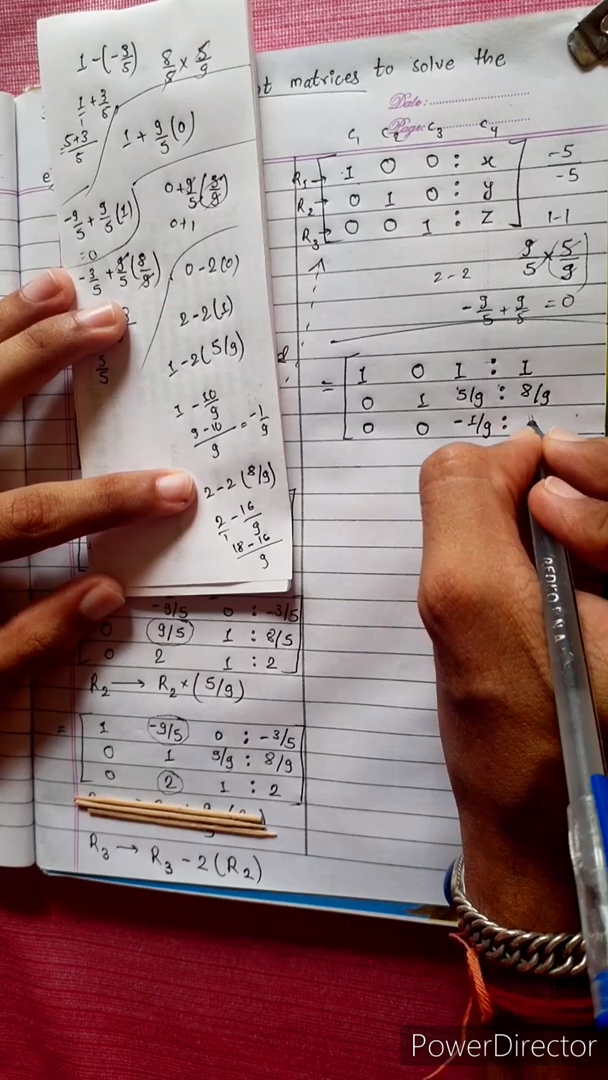 1-(-3/5) 8/8 × 5/9
1/1 + 3/5
= 5+3/5
1 + 9/5(0)
-9/5 + 9/5(1)
= 0
0 + 9/5(5/9)
0+1
-3/5 + 9/5(8/9)
5/5
0-2(0)
2-2(1)
1-2(5/9)
1 - 10/9
9-10/9 = -1/9
2-2(8/9)
2/1 - 16/9
18-16/9
matrices to solve the
Date:
Page:
C1 C2 C3 C4
R1→ 1 0 0 : x
R2→ 0 1 0 : y
R3→ 0 0 1 : z
-5/-5
1-1
9/5 × (5/9)
2-2
-9/5 + 9/5 = 0
= 1 0 1 : 1
0 1 5/9 : 8/9
0 0 -1/9 :
-9/5 0 : -3/5
0 9/5 1 : 8/5
0 2 1 : 2
R2 → R2 × (5/9)
= 1 -9/5 0 : -3/5
0 1 5/9 : 8/9
0 2 1 : 2
R3 → R3 - 2(R2)
PowerDirector